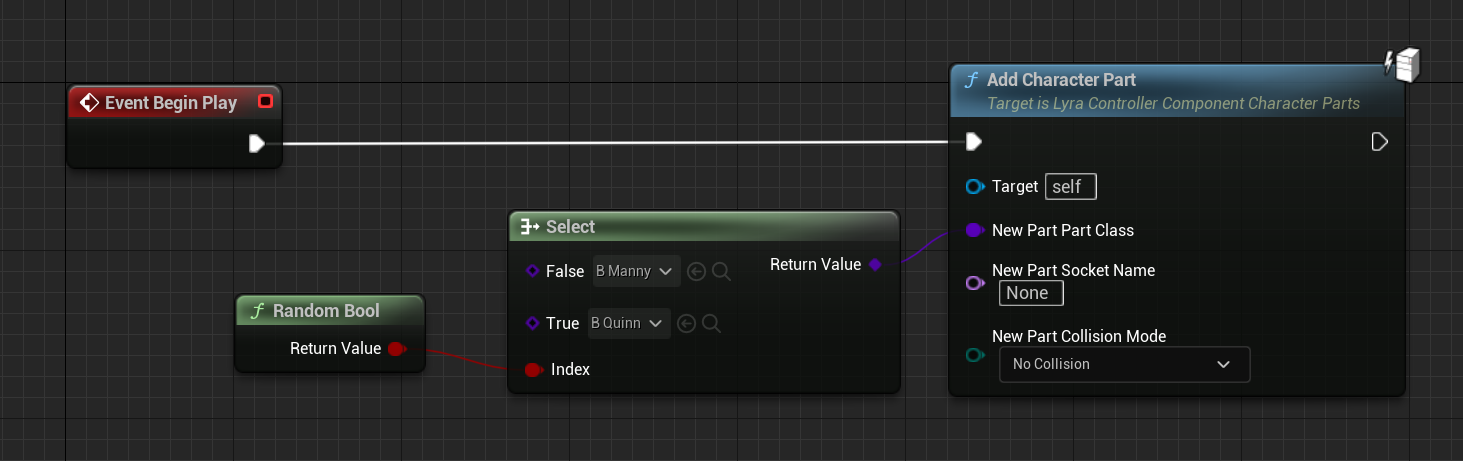 Event Begin Play
Add Character Part
Target is Lyra Controller Component Character Parts
Target self
Select
New Part Part Class
False B Manny
Return Value
New Part Socket Name
None
Random Bool
True B Quinn
New Part Collision Mode
Return Value
Index
No Collision